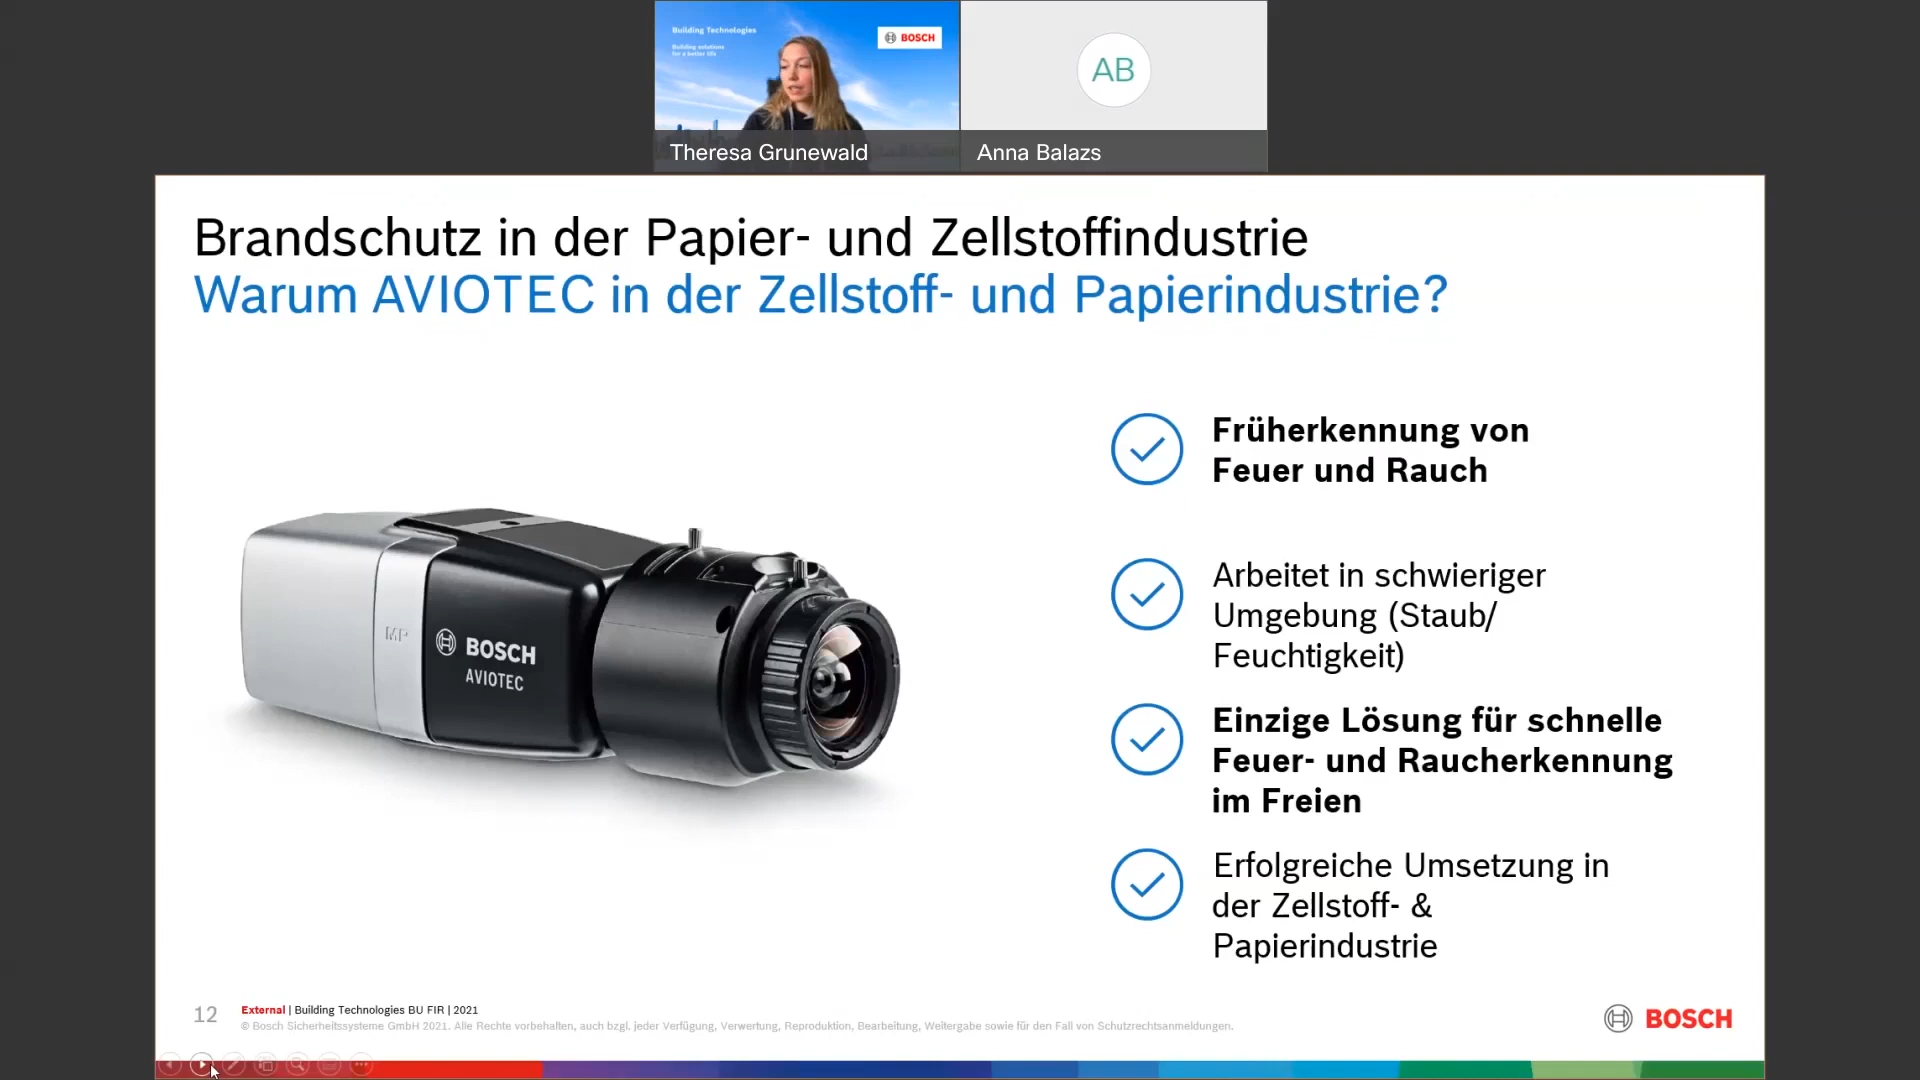 Building Technologies
Building solutions
for a better life
BOSCH
AB
Theresa Grunewald
Anna Balazs
Brandschutz in der Papier- und Zellstoffindustrie
Warum AVIOTEC in der Zellstoff- und Papierindustrie?
MP
BOSCH
AVIOTEC
Früherkennung von
Feuer und Rauch
Arbeitet in schwieriger
Umgebung (Staub/
Feuchtigkeit)
Einzige Lösung für schnelle
Feuer- und Raucherkennung
im Freien
Erfolgreiche Umsetzung in
der Zellstoff- &
Papierindustrie
12
External | Building Technologies BU FIR | 2021
© Bosch Sicherheitssysteme GmbH 2021. Alle Rechte vorbehalten, auch bzgl. jeder Verfügung, Verwertung, Reproduktion, Bearbeitung, Weitergabe sowie für den Fall von Schutzrechtsanmeldungen.
BOSCH